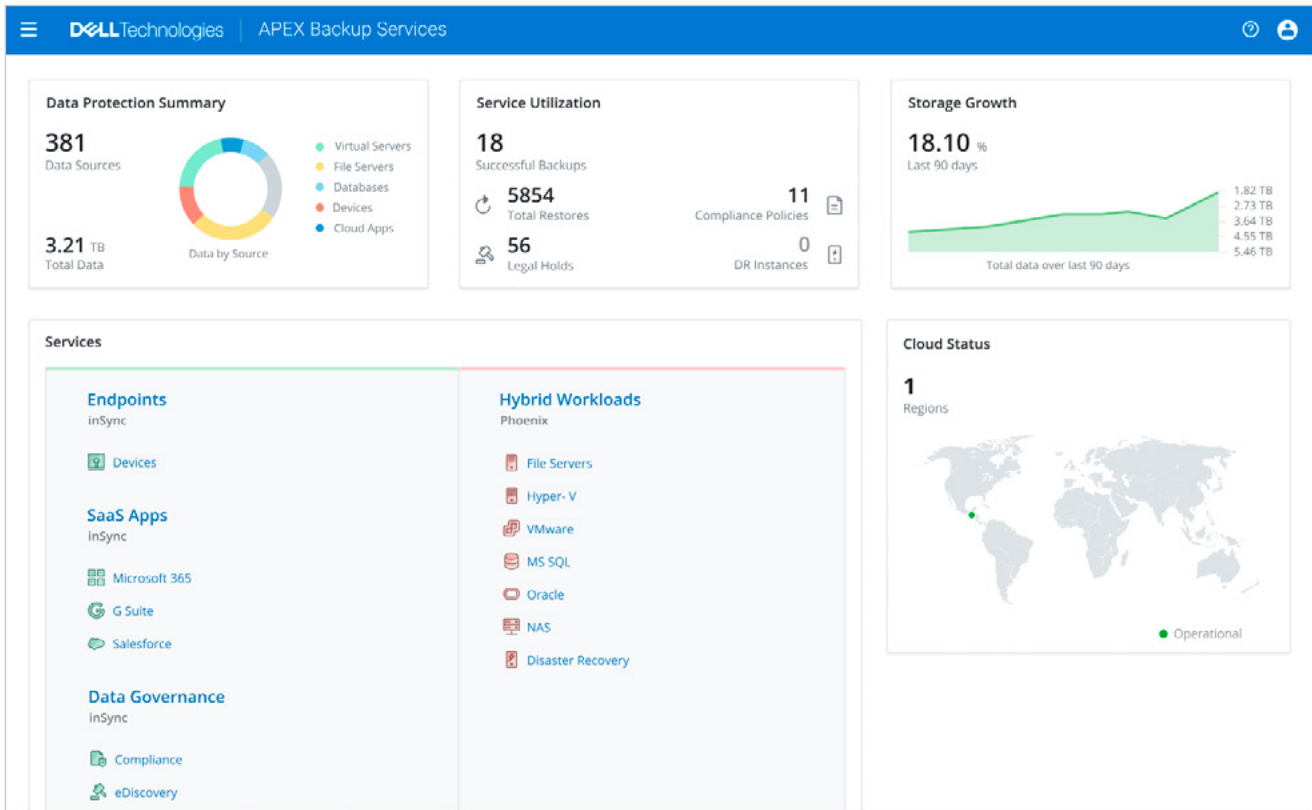 DELLTechnologies
APEX Backup Services
Data Protection Summary
381
Data Sources
3.21 TB
Total Data
Data by Source
Virtual Servers
File Servers
Databases
Devices
Cloud Apps
Service Utilization
18
Successful Backups
5854
Total Restores
11
Compliance Policies
56
Legal Holds
0
DR Instances
Storage Growth
18.10 %
Last 90 days
1.82 TB
2.73 TB
3.64 TB
4.55 TB
5.46 TB
Total data over last 90 days
Services
Endpoints
inSync
Devices
SaaS Apps
inSync
Microsoft 365
G Suite
Salesforce
Data Governance
inSync
Compliance
eDiscovery
Hybrid Workloads
Phoenix
File Servers
Hyper- V
VMware
MS SQL
Oracle
NAS
Disaster Recovery
Cloud Status
1
Regions
Operational